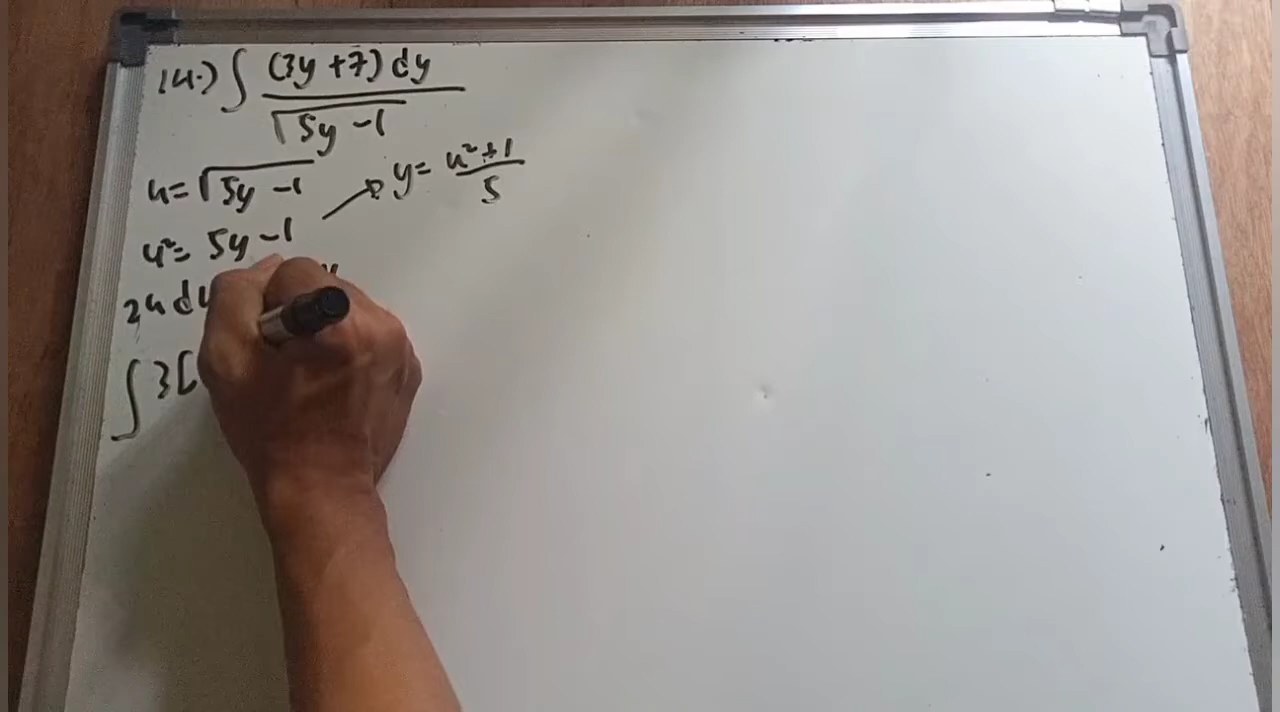 14.) ∫ (3y + 7) dy / √5y - 1
u = √5y - 1
y = u² + 1 / 5
u² = 5y - 1
2u du
∫ 3[